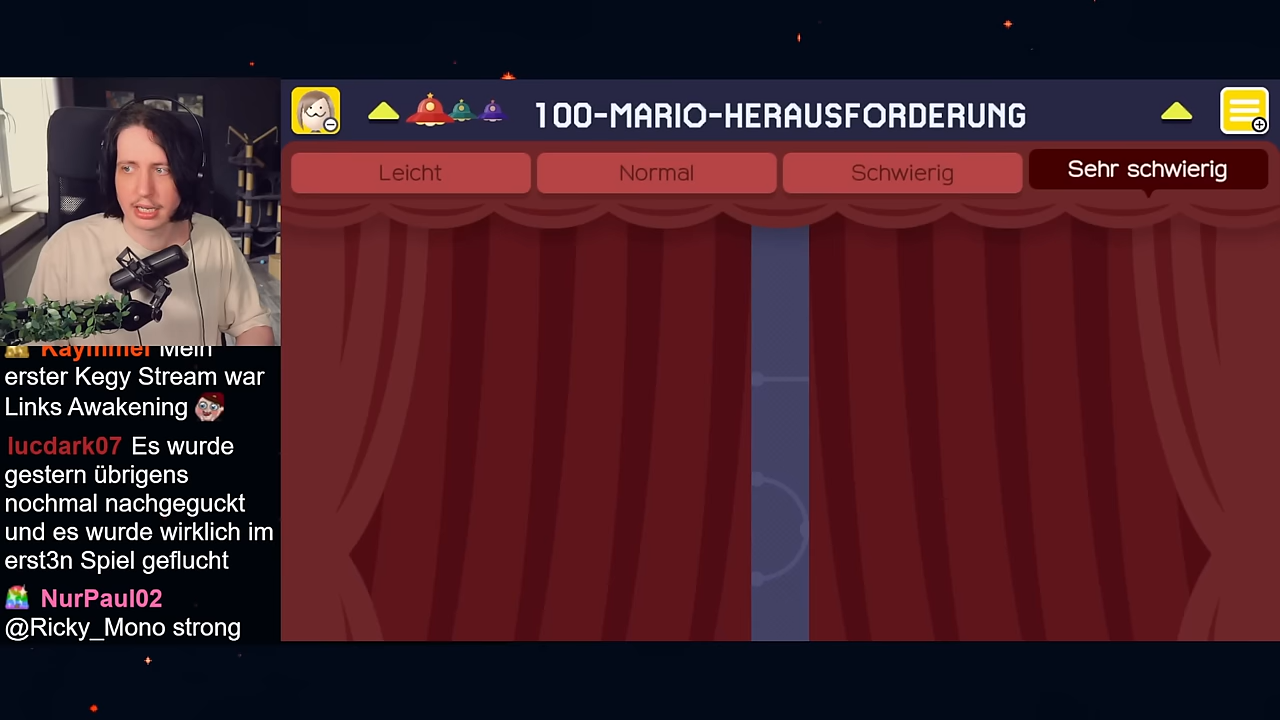 100-MARIO-HERAUSFORDERUNG
Leicht
Normal
Schwierig
Sehr schwierig
Kaymmer Mein
erster Kegy Stream war
Links Awakening
lucdark07 Es wurde
gestern übrigens
nochmal nachgeguckt
und es wurde wirklich im
erst3n Spiel geflucht
NurPaul02
@Ricky_Mono strong